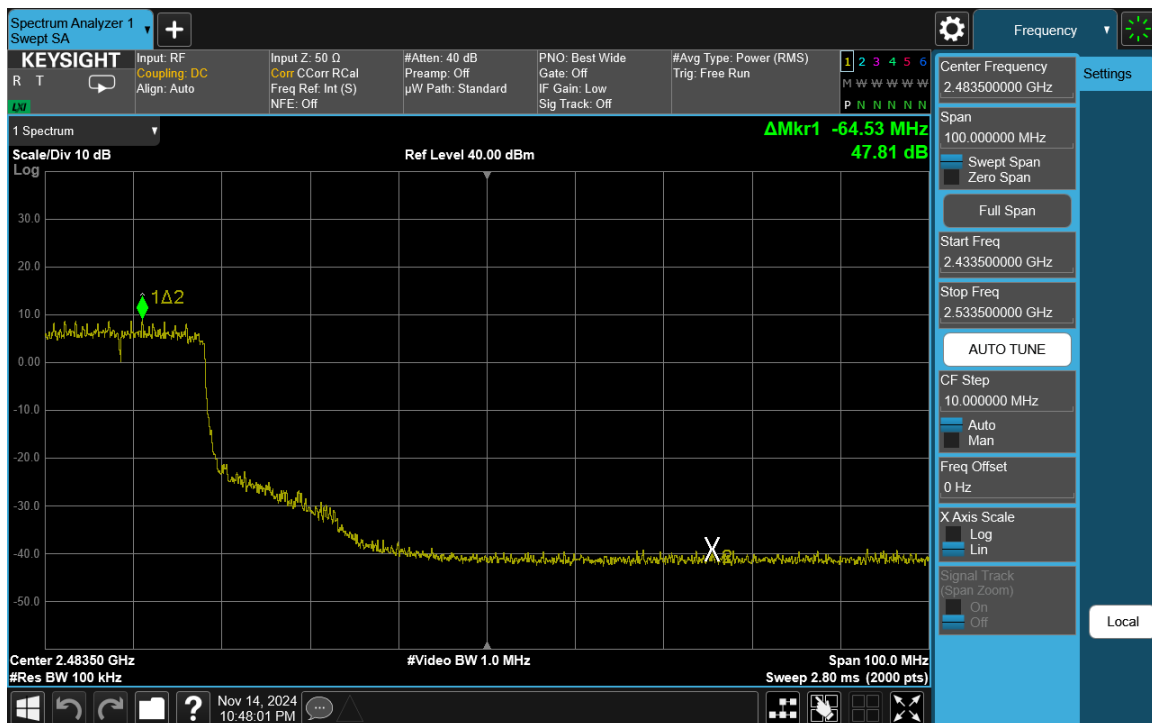 Spectrum Analyzer 1
Swept SA
+
Frequency
KEYSIGHT
R T
LXI
Input: RF
Coupling: DC
Align: Auto
Input Z: 50 Ω
Corr CCorr RCal
Freq Ref: Int (S)
NFE: Off
#Atten: 40 dB
Preamp: Off
µW Path: Standard
PNO: Best Wide
Gate: Off
IF Gain: Low
Sig Track: Off
#Avg Type: Power (RMS)
Trig: Free Run
1 2 3 4 5 6
M W W W W W
P N N N N N
1 Spectrum
Scale/Div 10 dB
Log
Ref Level 40.00 dBm
ΔMkr1 -64.53 MHz
47.81 dB
30.0
20.0
10.0
0.00
-10.0
-20.0
-30.0
-40.0
-50.0
1Δ2
X2
Center 2.48350 GHz
#Res BW 100 kHz
#Video BW 1.0 MHz
Span 100.0 MHz
Sweep 2.80 ms (2000 pts)
Center Frequency
2.483500000 GHz
Span
100.000000 MHz
Swept Span
Zero Span
Full Span
Start Freq
2.433500000 GHz
Stop Freq
2.533500000 GHz
AUTO TUNE
CF Step
10.000000 MHz
Auto
Man
Freq Offset
0 Hz
X Axis Scale
Log
Lin
Signal Track
(Span Zoom)
On
Off
Settings
Local
?
Nov 14, 2024
10:48:01 PM